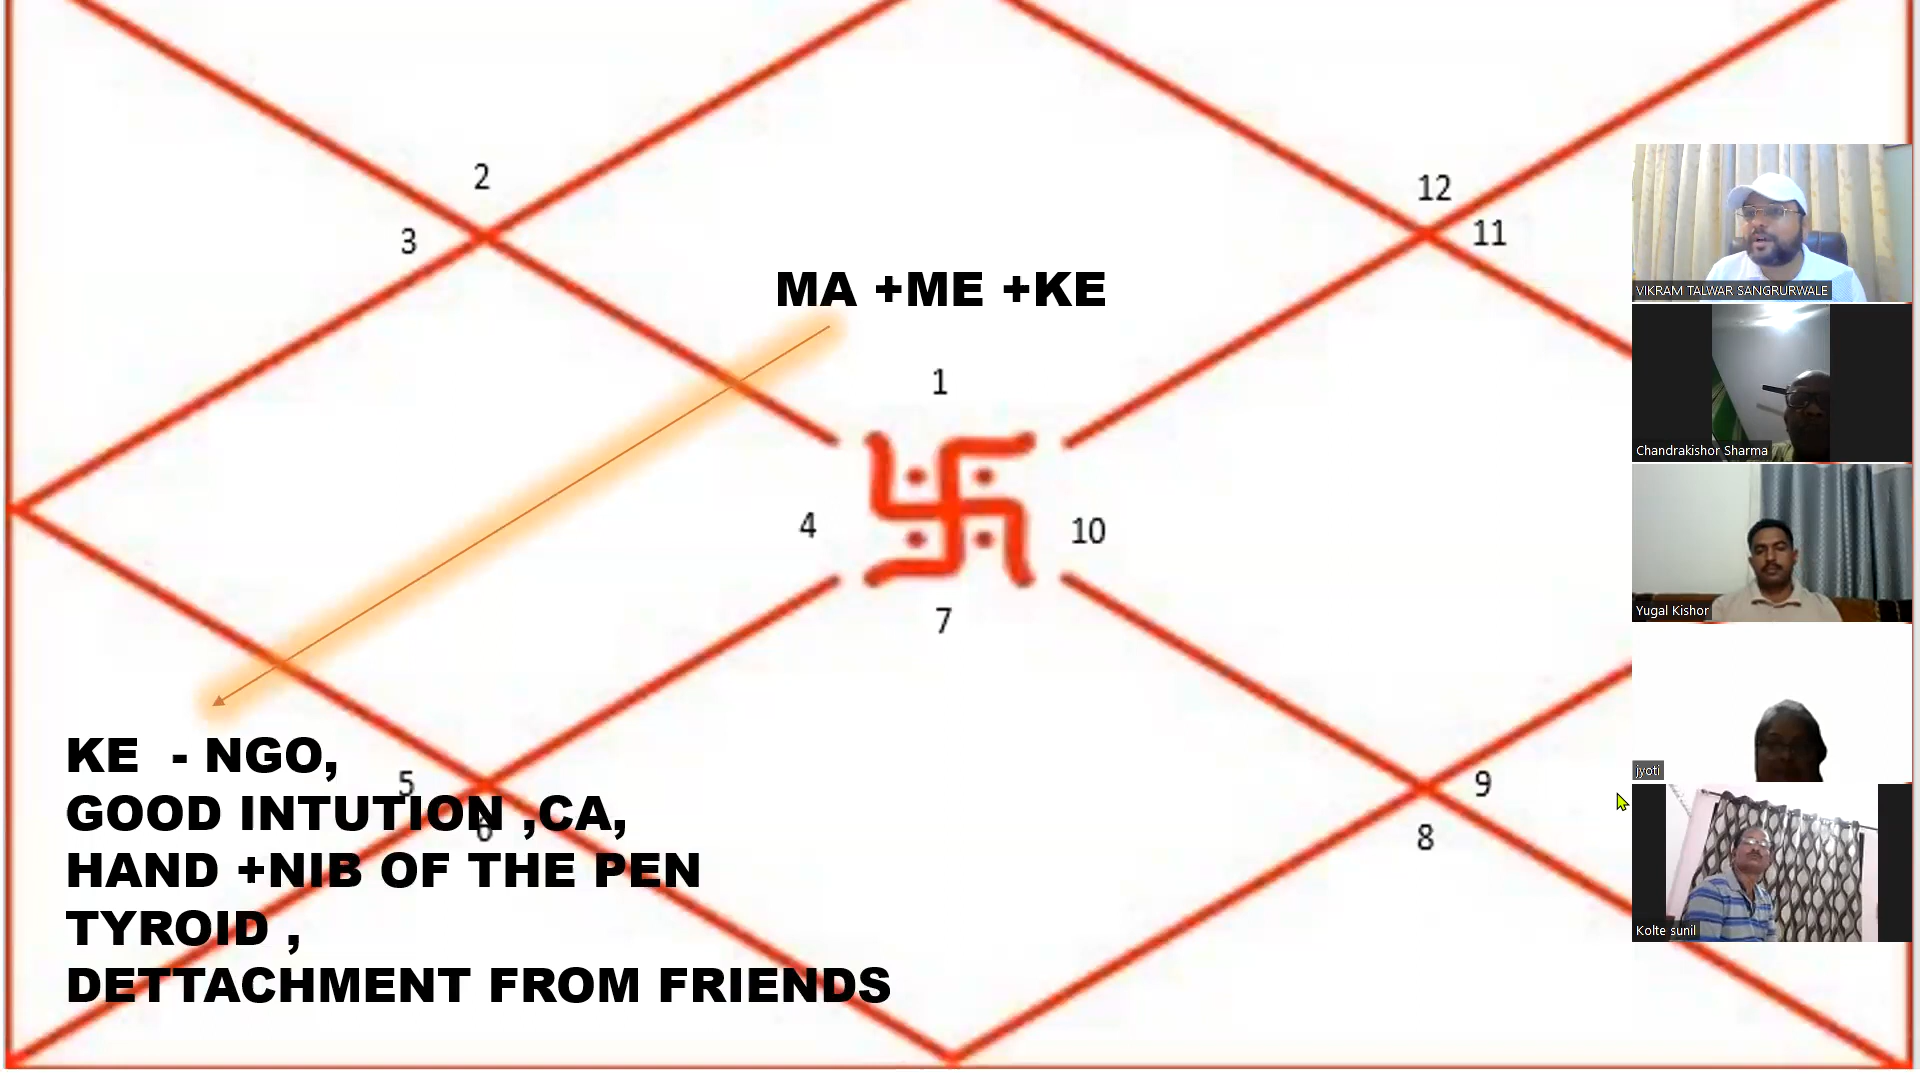 2
12
3
11
MA +ME +KE
1
4
10
7
KE - NGO,
5
9
GOOD INTUTION ,CA,
6
8
HAND +NIB OF THE PEN
TYROID ,
DETTACHMENT FROM FRIENDS
VIKRAM TALWAR SANGRURWALE
Chandrakishor Sharma
Yugal Kishor
jyoti
Kolte sunil